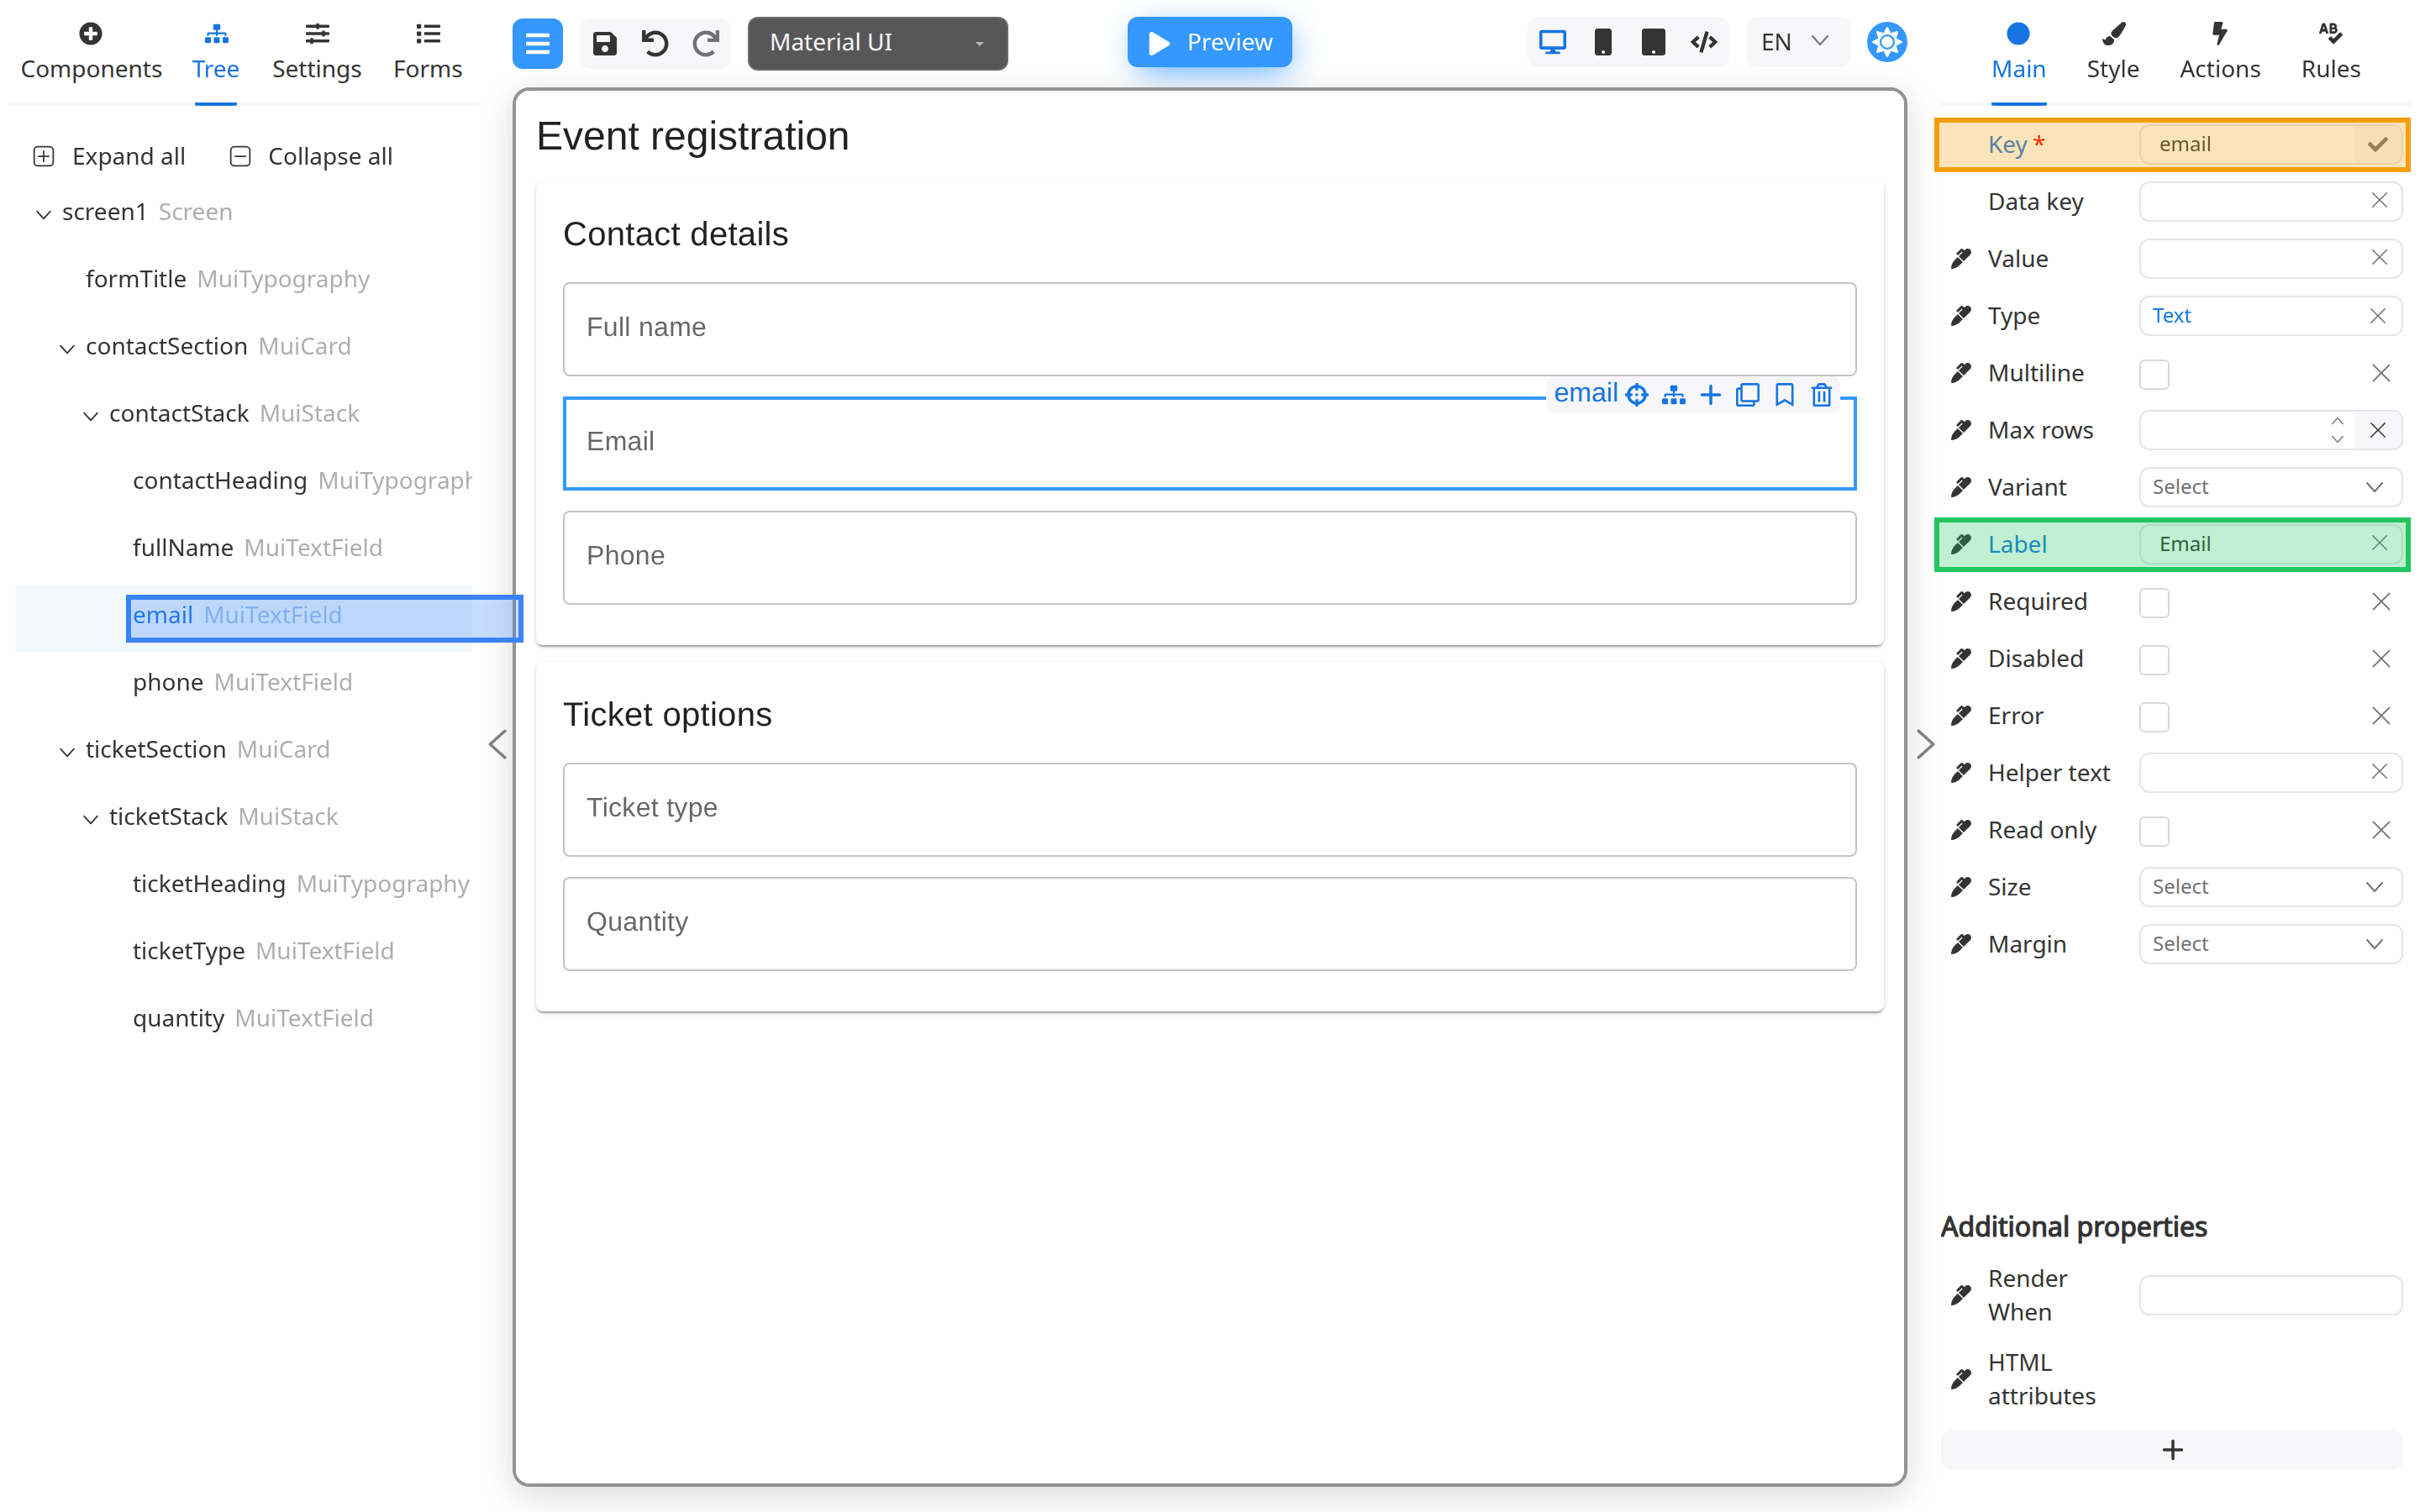 Components Tree Settings Forms
Material UI
Preview
EN
Main Style Actions Rules
Expand all Collapse all
screen1 Screen
formTitle MuiTypography
contactSection MuiCard
contactStack MuiStack
contactHeading MuiTypograph
fullName MuiTextField
email MuiTextField
phone MuiTextField
ticketSection MuiCard
ticketStack MuiStack
ticketHeading MuiTypography
ticketType MuiTextField
quantity MuiTextField
Event registration
Contact details
Full name
email
Email
Phone
Ticket options
Ticket type
Quantity
Key * email
Data key
Value
Type Text
Multiline
Max rows
Variant Select
Label Email
Required
Disabled
Error
Helper text
Read only
Size Select
Margin Select
Additional properties
Render
When
HTML
attributes